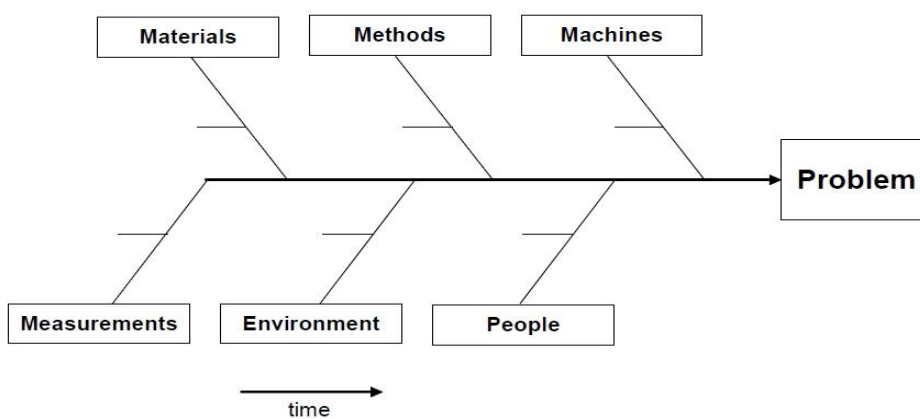 Materials
Methods
Machines
Problem
Measurements
Environment
People
time